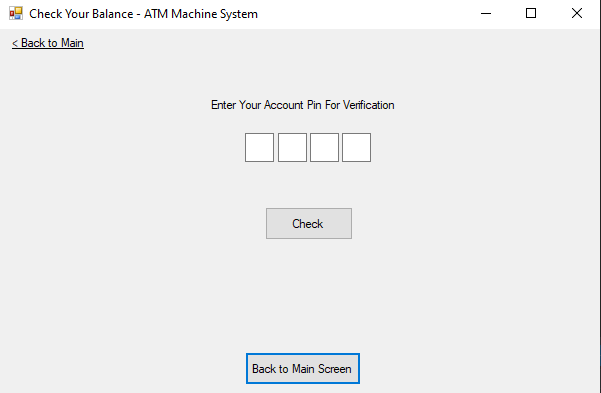 Check Your Balance - ATM Machine System
< Back to Main
Enter Your Account Pin For Verification
Check
Back to Main Screen